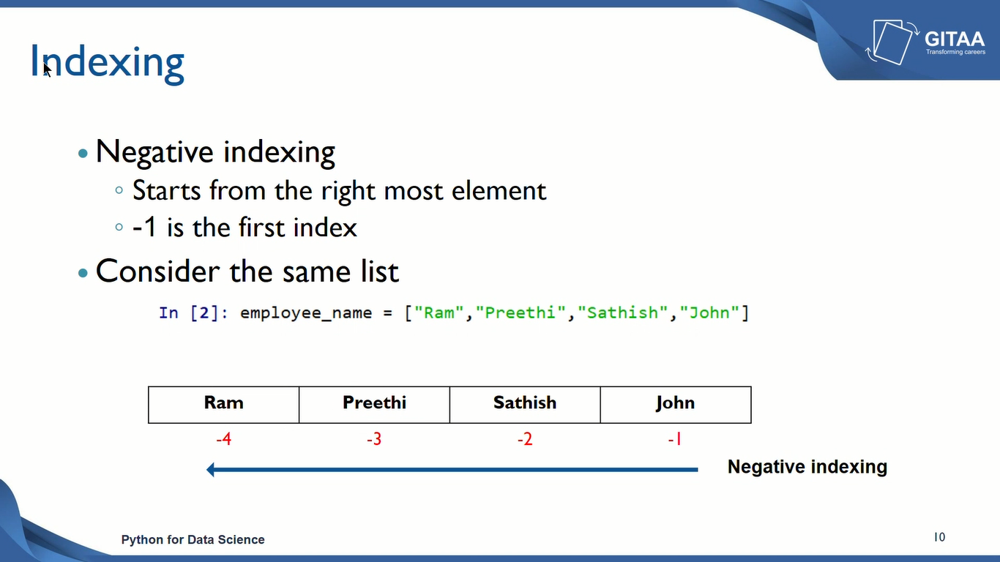 GITAA
Transforming careers
Indexing
• Negative indexing
◦ Starts from the right most element
◦ -1 is the first index
• Consider the same list
In [2]: employee_name = ["Ram","Preethi","Sathish","John"]
Ram Preethi Sathish John
-4 -3 -2 -1
Negative indexing
Python for Data Science
10